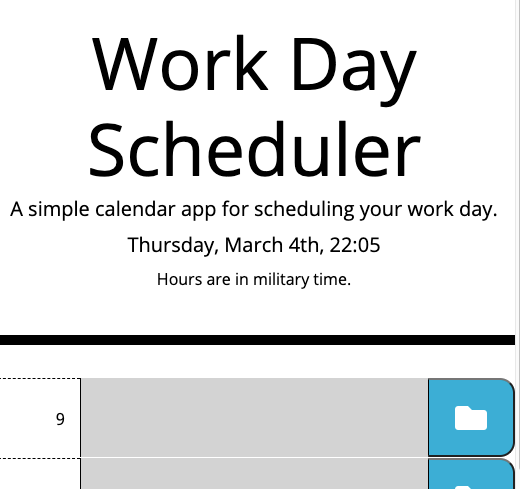 Work Day
Scheduler
A simple calendar app for scheduling your work day.
Thursday, March 4th, 22:05
Hours are in military time.
9